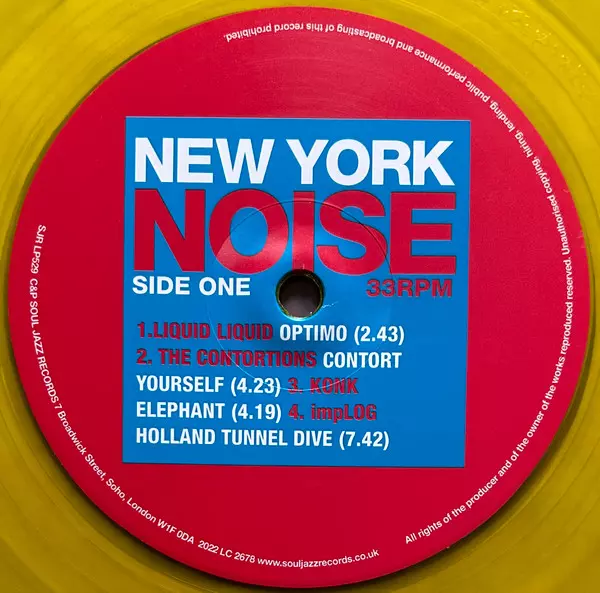 NEW YORK
NOISE
SIDE ONE 33RPM
1.LIQUID LIQUID OPTIMO (2.43)
2. THE CONTORTIONS CONTORT
YOURSELF (4.23) 3. KONK
ELEPHANT (4.19) 4. impLOG
HOLLAND TUNNEL DIVE (7.42)
SJR LP529 C&P SOUL JAZZ RECORDS 7 Broadwick Street, Soho, London W1F 0DA 2022 LC 2678 www.souljazzrecords.co.uk
All rights of the producer and of the owner of the works reproduced reserved. Unauthorised copying, hiring, lending, public performance and broadcasting of this record prohibited.